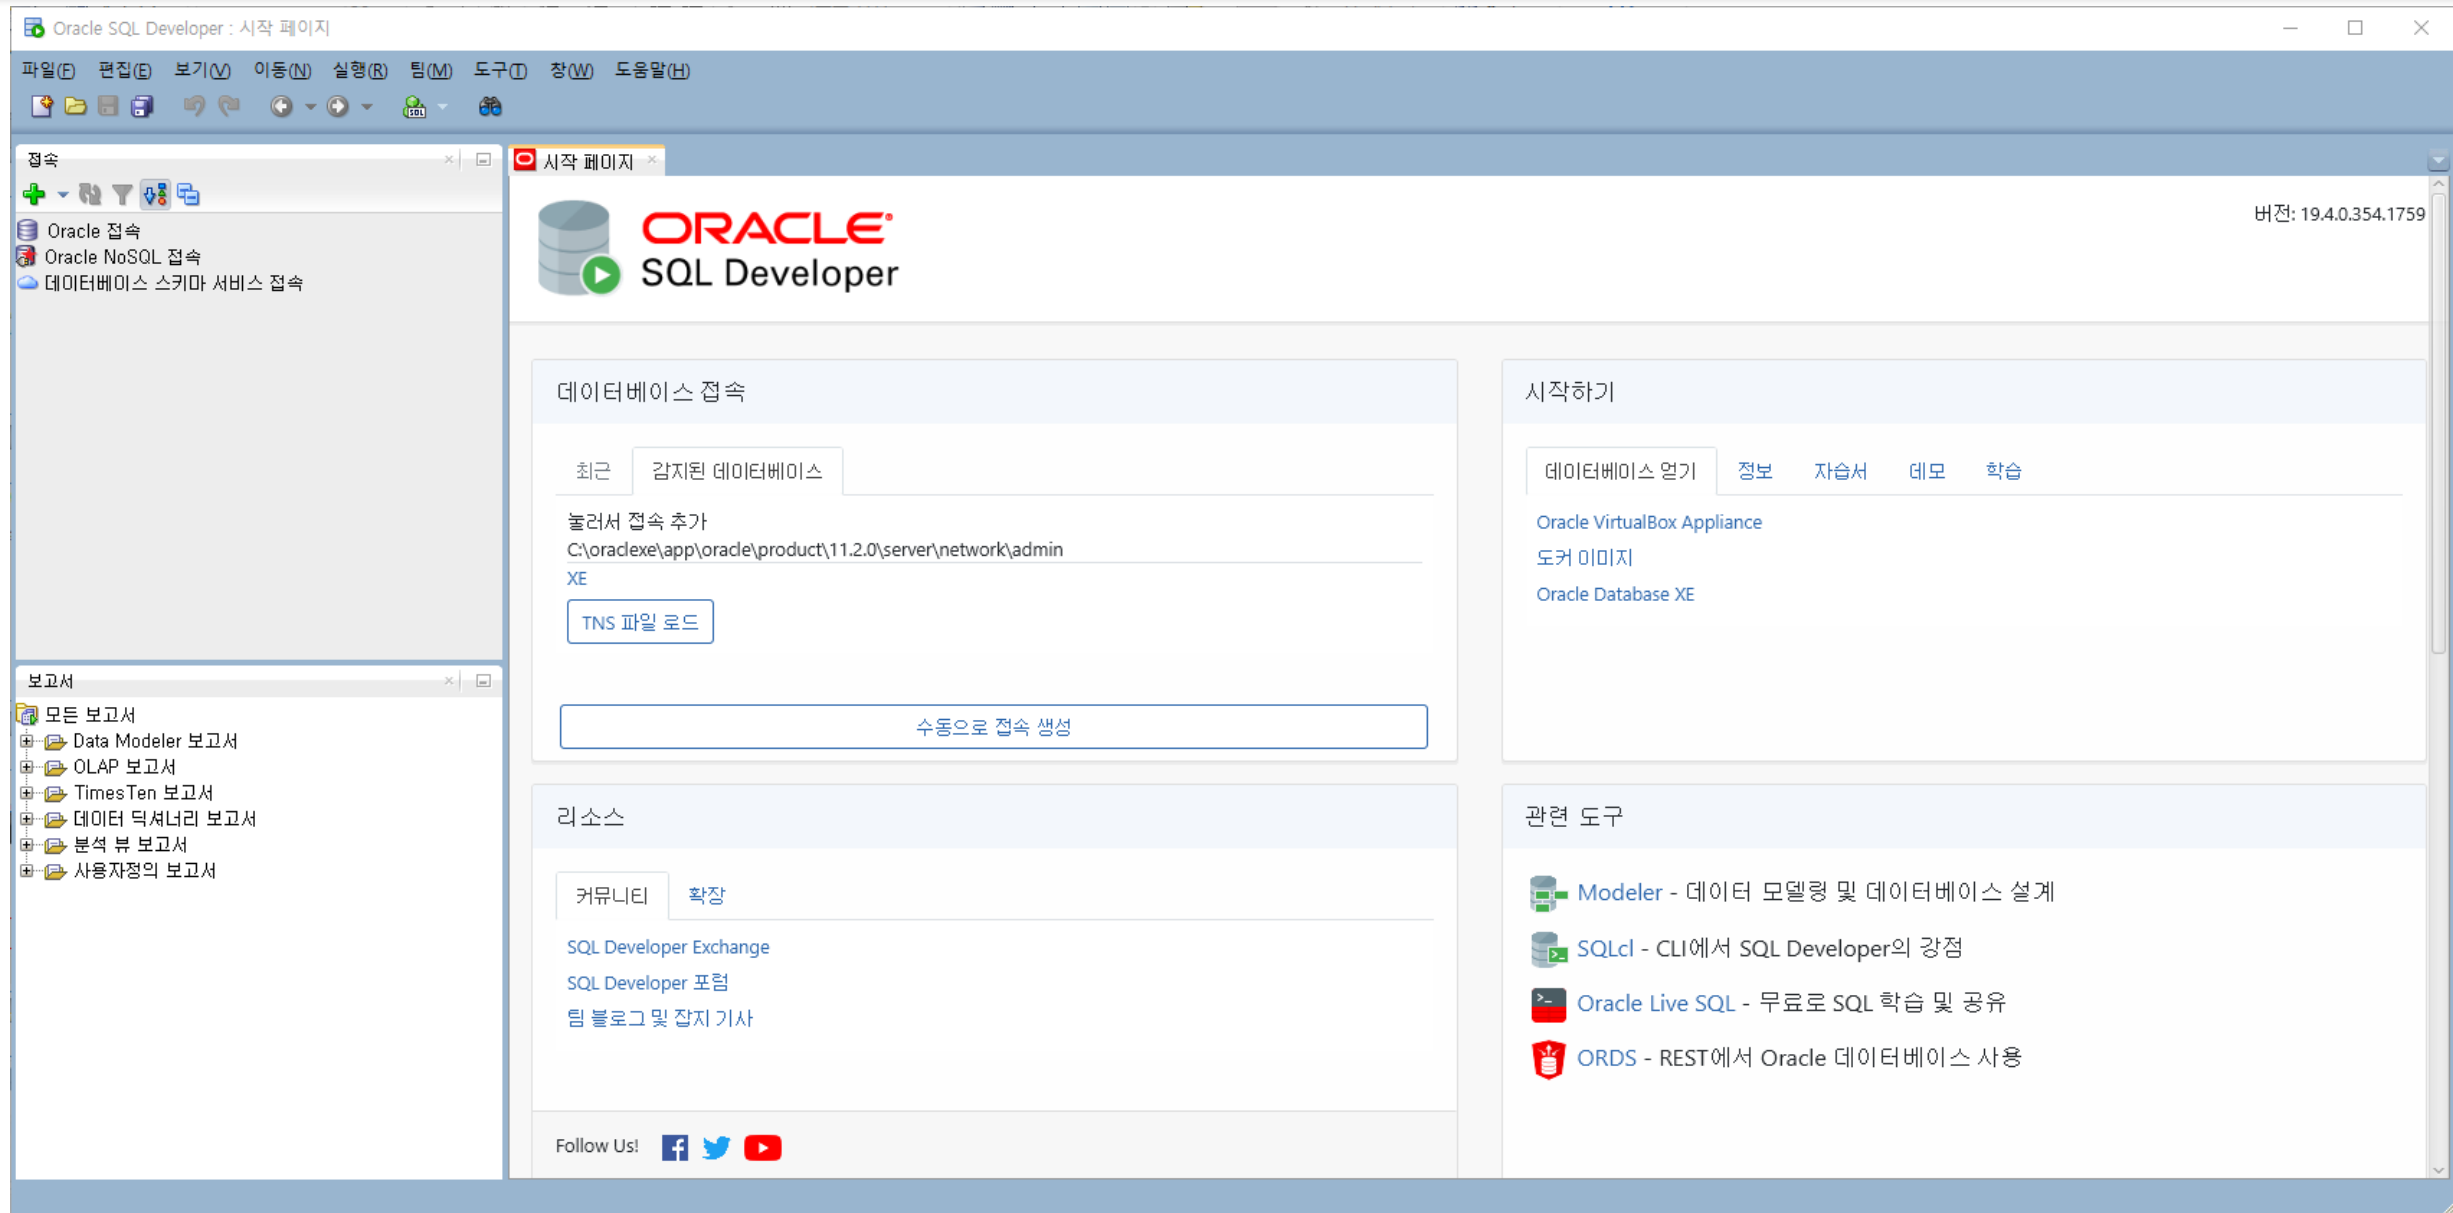 Oracle SQL Developer : 시작 페이지
파일(F) 편집(E) 보기(V) 이동(N) 실행(R) 팀(M) 도구(T) 창(W) 도움말(H)
접속
Oracle 접속
Oracle NoSQL 접속
데이터베이스 스키마 서비스 접속
보고서
모든 보고서
Data Modeler 보고서
OLAP 보고서
TimesTen 보고서
데이터 딕셔너리 보고서
분석 뷰 보고서
사용자정의 보고서
시작 페이지
ORACLE
SQL Developer
버전: 19.4.0.354.1759
데이터베이스 접속
최근 감지된 데이터베이스
눌러서 접속 추가
C:\oraclexe\app\oracle\product\11.2.0\server\network\admin
XE
TNS 파일 로드
수동으로 접속 생성
시작하기
데이터베이스 얻기 정보 자습서 데모 학습
Oracle VirtualBox Appliance
도커 이미지
Oracle Database XE
리소스
커뮤니티 확장
SQL Developer Exchange
SQL Developer 포럼
팀 블로그 및 잡지 기사
Follow Us!
관련 도구
Modeler - 데이터 모델링 및 데이터베이스 설계
SQLcl - CLI에서 SQL Developer의 강점
Oracle Live SQL - 무료로 SQL 학습 및 공유
ORDS - REST에서 Oracle 데이터베이스 사용